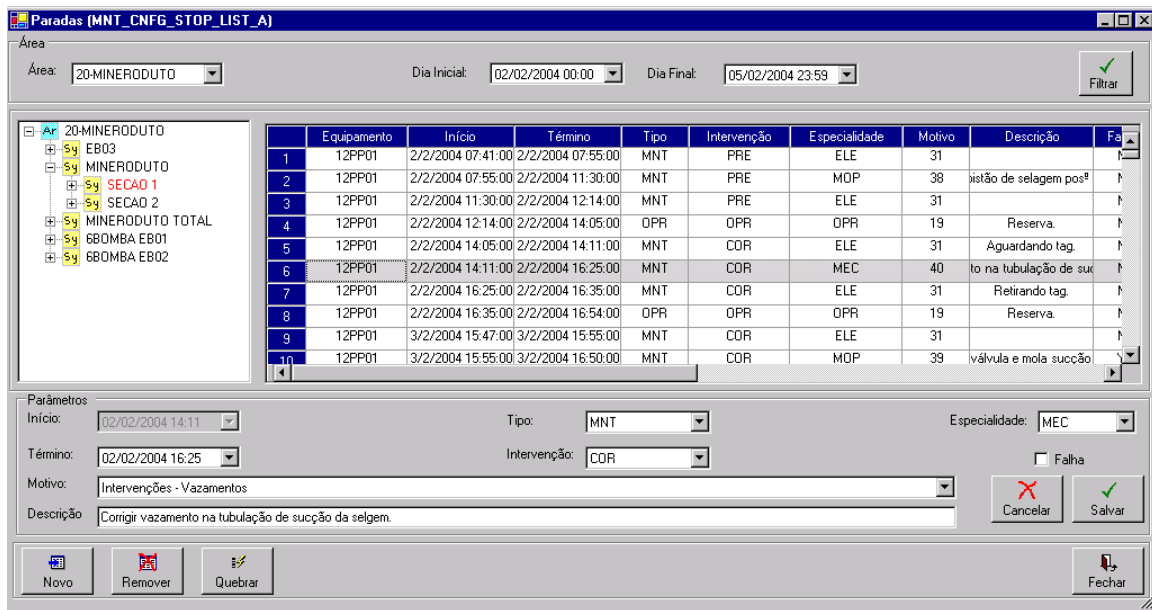 Paradas (MNT_CNFG_STOP_LIST_A)
Área
Área: 20-MINERODUTO Dia Inicial: 02/02/2004 00:00 Dia Final: 05/02/2004 23:59 Filtrar
Ar 20-MINERODUTO
Sy EB03
Sy MINERODUTO
Sy SECAO 1
Sy SECAO 2
Sy MINERODUTO TOTAL
Sy 6BOMBA EB01
Sy 6BOMBA EB02
Equipamento Início Término Tipo Intervenção Especialidade Motivo Descrição Fa
1 12PP01 2/2/2004 07:41:00 2/2/2004 07:55:00 MNT PRE ELE 31
2 12PP01 2/2/2004 07:55:00 2/2/2004 11:30:00 MNT PRE MOP 38 pistão de selagem posª
3 12PP01 2/2/2004 11:30:00 2/2/2004 12:14:00 MNT PRE ELE 31
4 12PP01 2/2/2004 12:14:00 2/2/2004 14:05:00 OPR OPR OPR 19 Reserva.
5 12PP01 2/2/2004 14:05:00 2/2/2004 14:11:00 MNT COR ELE 31 Aguardando tag.
6 12PP01 2/2/2004 14:11:00 2/2/2004 16:25:00 MNT COR MEC 40 to na tubulação de suc
7 12PP01 2/2/2004 16:25:00 2/2/2004 16:35:00 MNT COR ELE 31 Retirando tag.
8 12PP01 2/2/2004 16:35:00 2/2/2004 16:54:00 OPR OPR OPR 19 Reserva.
9 12PP01 3/2/2004 15:47:00 3/2/2004 15:55:00 MNT COR ELE 31
10 12PP01 3/2/2004 15:55:00 3/2/2004 16:50:00 MNT COR MOP 39 válvula e mola sucção
Parâmetros
Início: 02/02/2004 14:11 Tipo: MNT Especialidade: MEC
Término: 02/02/2004 16:25 Intervenção: COR Falha
Motivo: Intervenções - Vazamentos
Descrição Corrigir vazamento na tubulação de sucção da selgem.
Cancelar Salvar
Novo Remover Quebrar Fechar